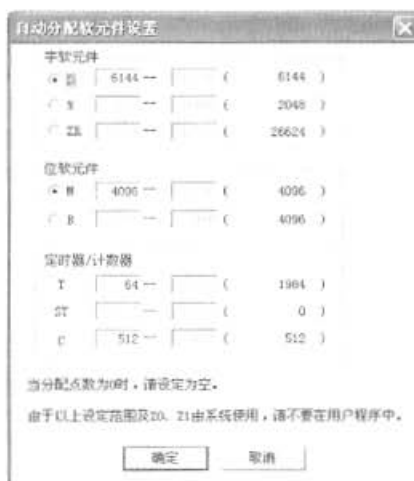 自动分配软元件设置
字软元件
D 6144 -- ( 6144 )
W -- ( 2048 )
ZR -- ( 26624 )
位软元件
M 4096 -- ( 4096 )
B -- ( 4096 )
定时器/计数器
T 64 -- ( 1984 )
ST -- ( 0 )
C 512 -- ( 512 )
当分配点数为0时，请设定为空。
由于以上设定范围及Z0、Z1由系统使用，请不要在用户程序中。
确定 取消